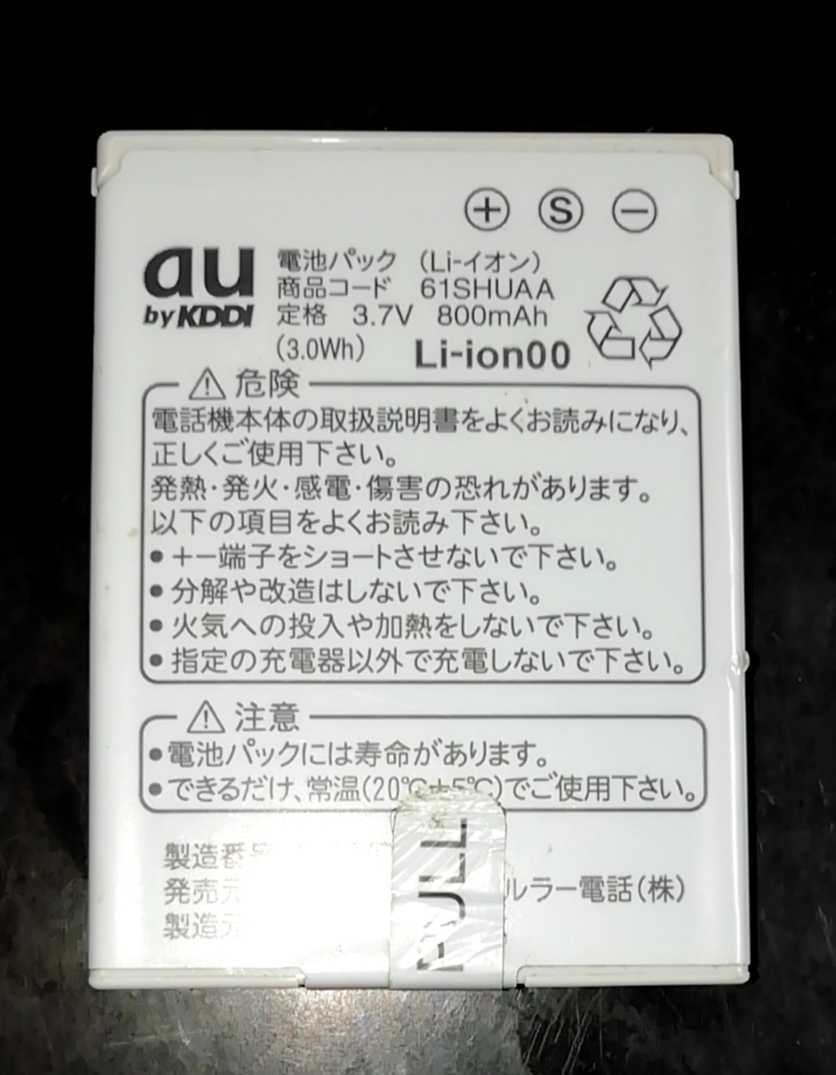 ⊕ Ⓢ ⊖
au
by KDDI
電池パック (Li-イオン)
商品コード 61SHUAA
定格 3.7V 800mAh
(3.0Wh) Li-ion00
⚠危険
電話機本体の取扱説明書をよくお読みになり、
正しくご使用下さい。
発熱・発火・感電・傷害の恐れがあります。
以下の項目をよくお読み下さい。
●+−端子をショートさせないで下さい。
●分解や改造はしないで下さい。
●火気への投入や加熱をしないで下さい。
●指定の充電器以外で充電しないで下さい。
⚠注意
●電池パックには寿命があります。
●できるだけ、常温(20℃±5℃)でご使用下さい。
製造番号
発売元 ルラー電話(株)
製造元
PULL